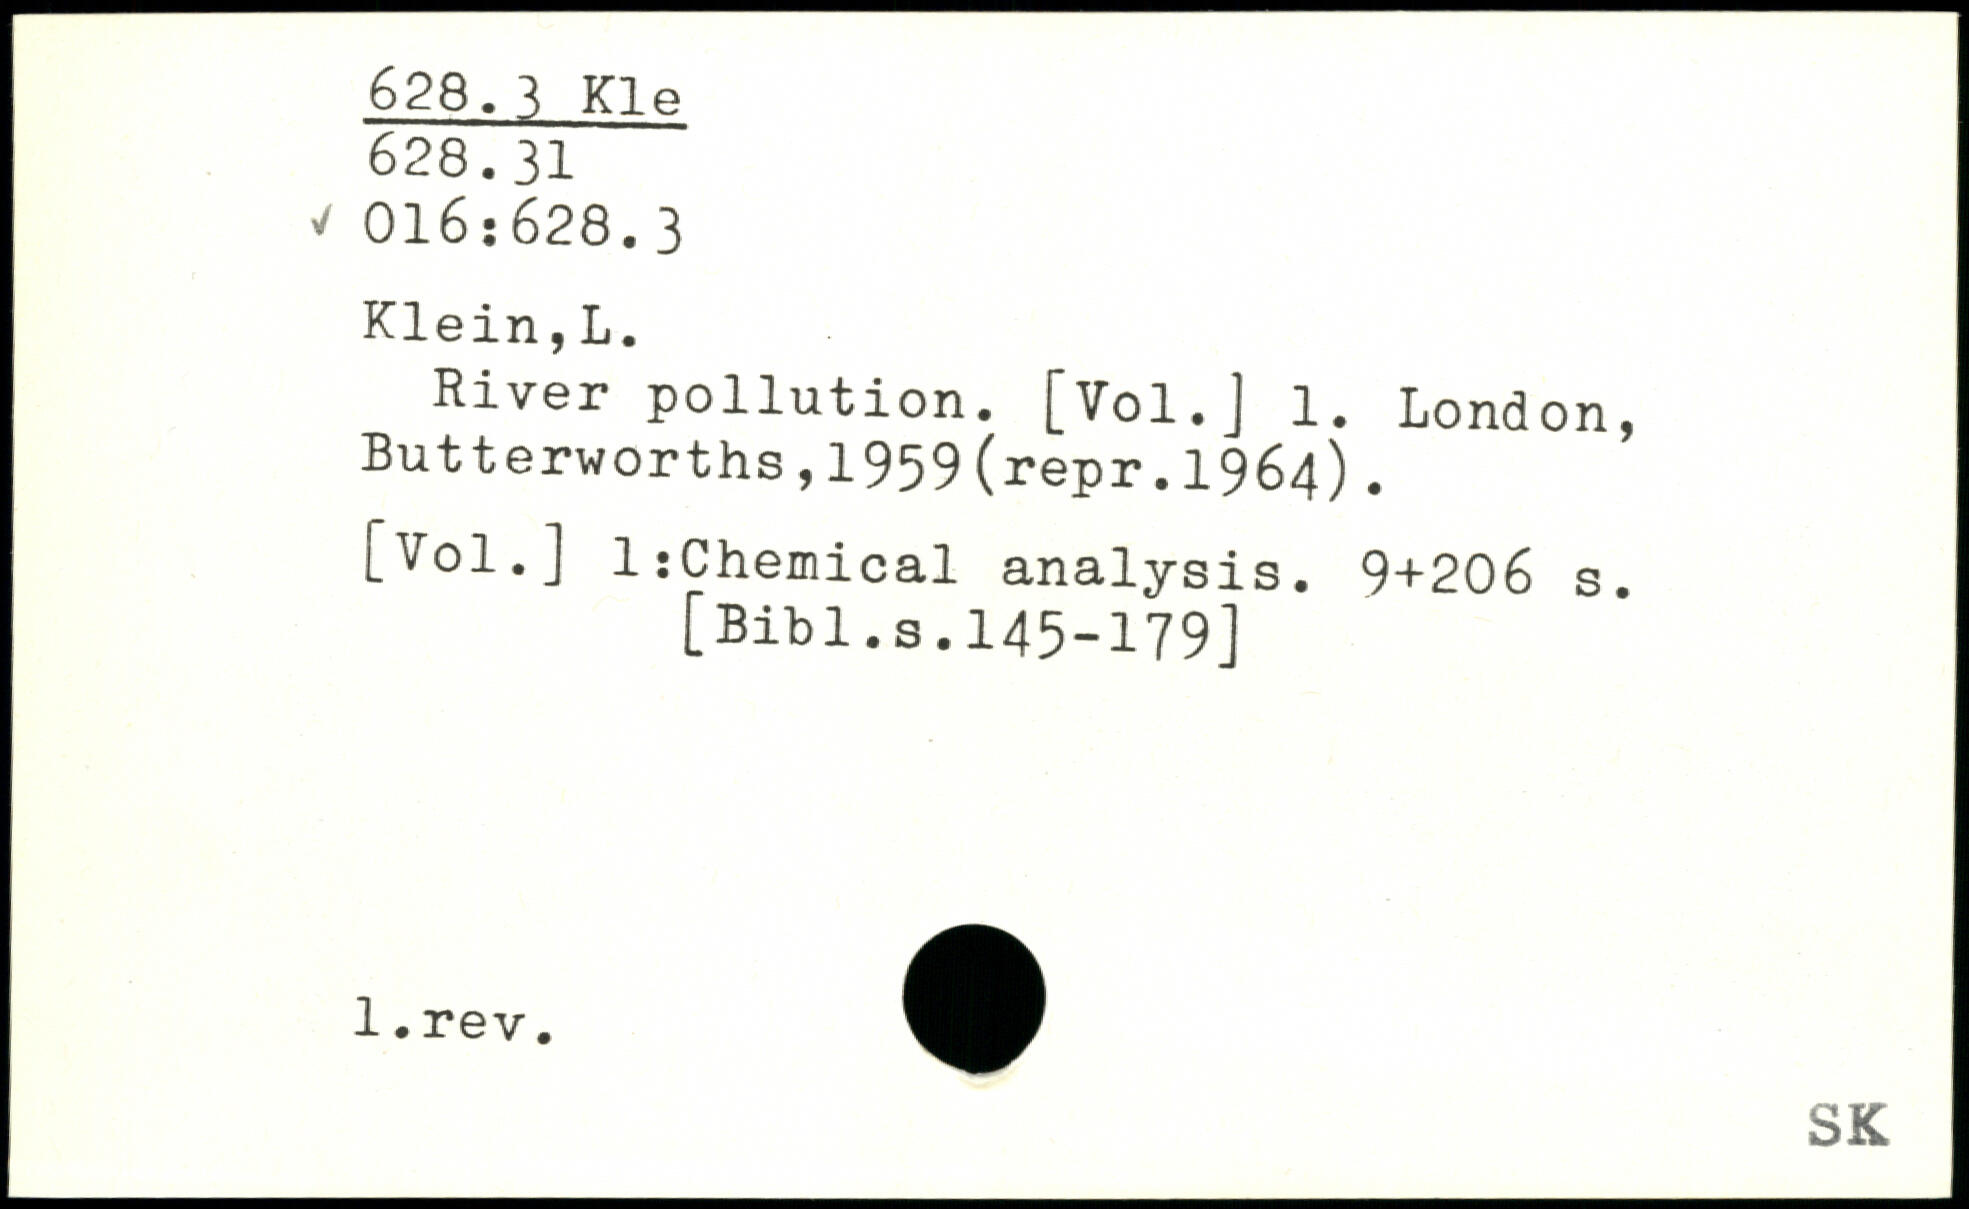 628.3 Kle
628.31
✓ 016:628.3
Klein,L.
River pollution. [Vol.] 1. London,
Butterworths,1959(repr.1964).
[Vol.] 1:Chemical analysis. 9+206 s.
[Bibl.s.145-179]
1.rev.
SK